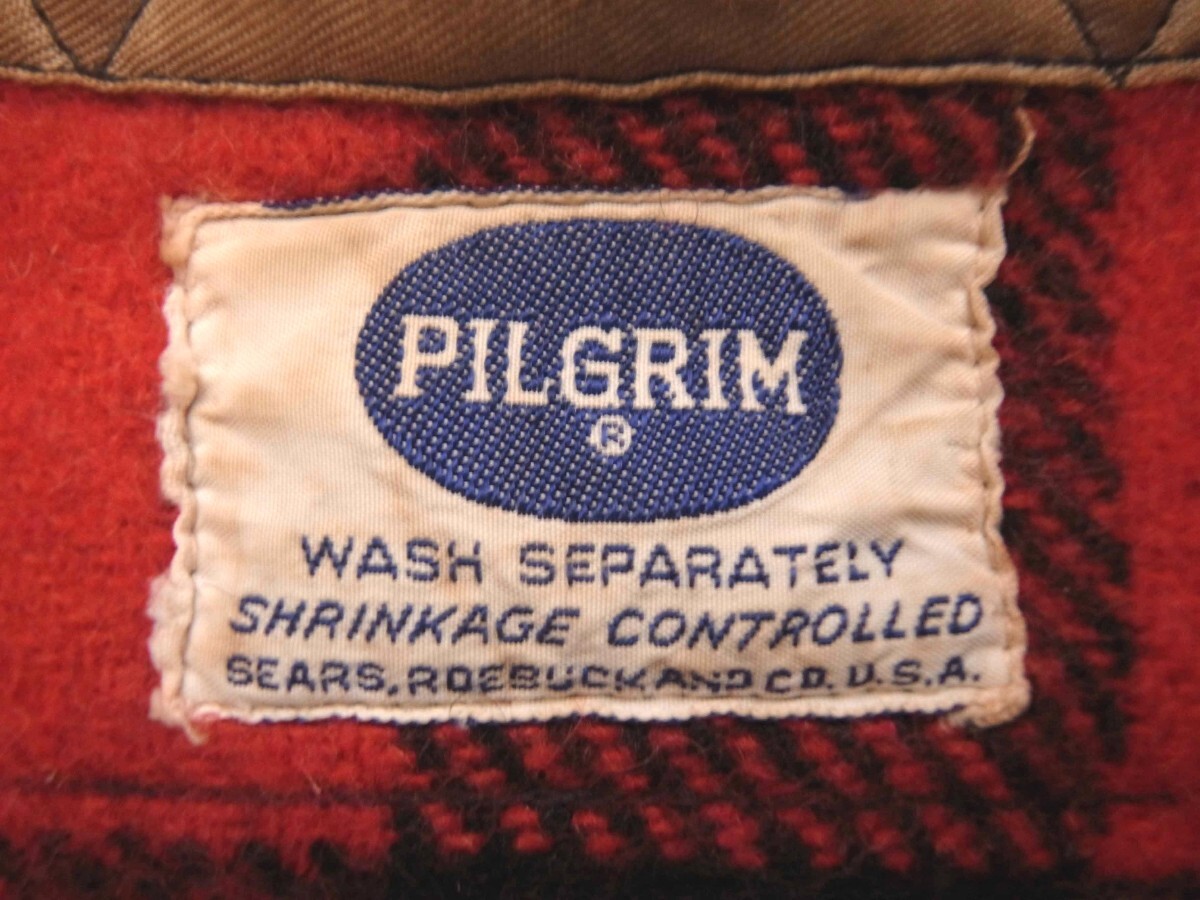 PILGRIM
®
WASH SEPARATELY
SHRINKAGE CONTROLLED
SEARS, ROEBUCK AND CO. U.S.A.